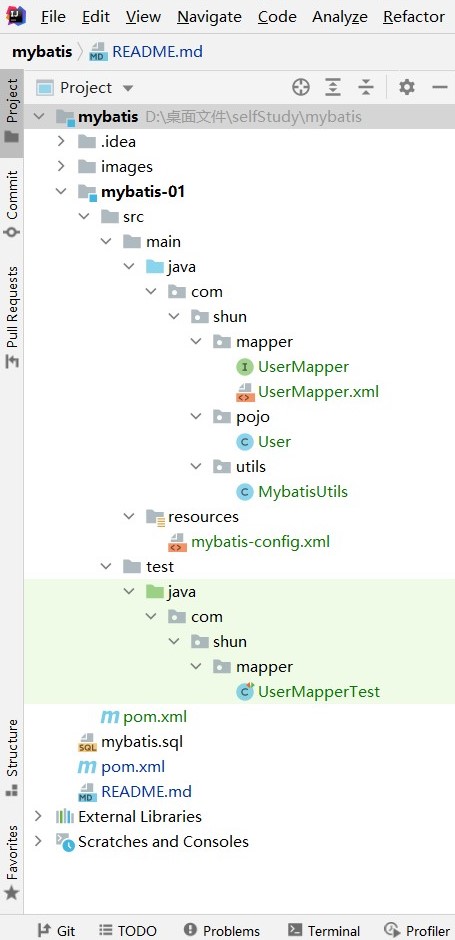 File Edit View Navigate Code Analyze Refactor
mybatis README.md
Project
Project
mybatis D:\桌面文件\selfStudy\mybatis
.idea
images
mybatis-01
src
main
java
com
shun
mapper
UserMapper
UserMapper.xml
pojo
User
utils
MybatisUtils
resources
mybatis-config.xml
test
java
com
shun
mapper
UserMapperTest
pom.xml
mybatis.sql
pom.xml
README.md
External Libraries
Scratches and Consoles
Commit
Pull Requests
Structure
Favorites
Git TODO Problems Terminal Profiler